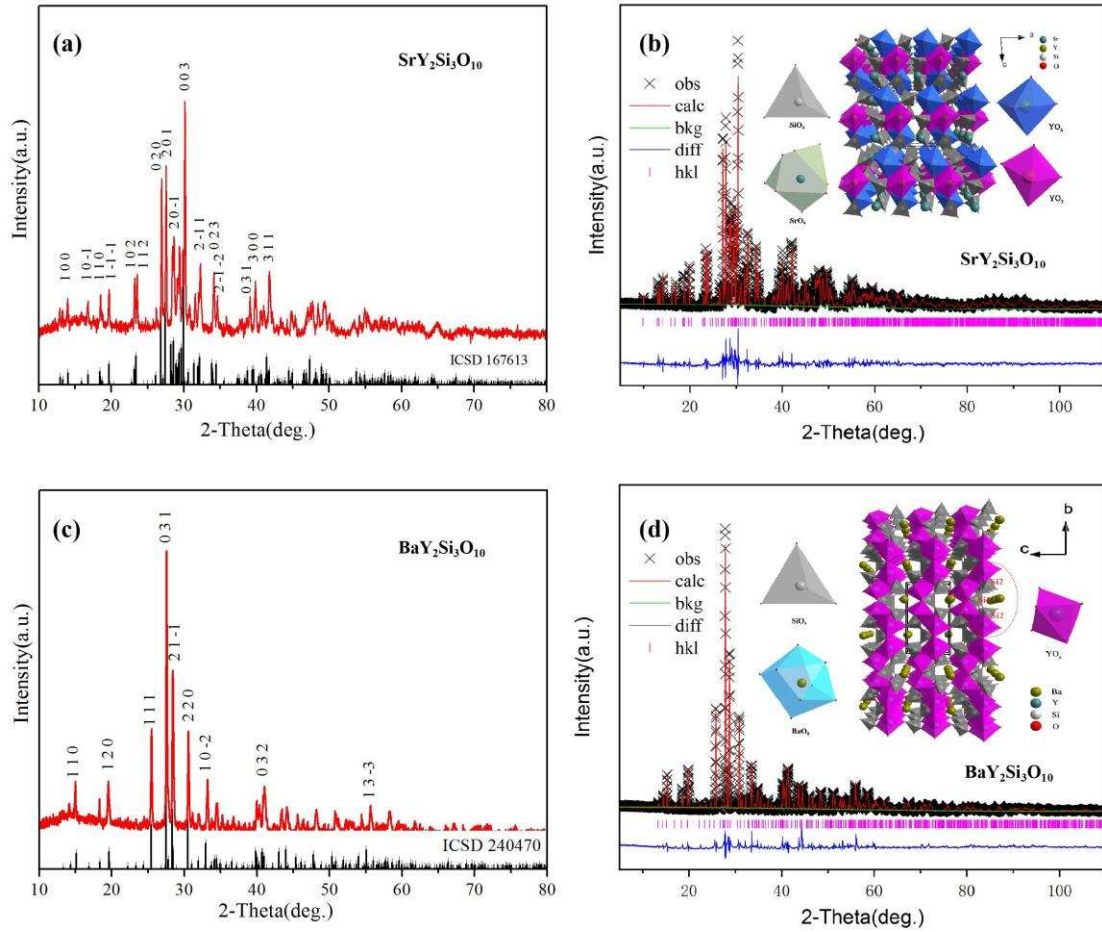 (a)
SrY₂Si₃O₁₀
Intensity(a.u.)
1 0 0
1 0 -1
1 1 0
1 -1 -1
1 0 2
1 1 2
0 2 0
2 0 1
2 0 -1
0 0 3
2 -1 1
2 -1 -2
0 2 3
0 3 1
3 0 0
3 1 1
ICSD 167613
10 20 30 40 50 60 70 80
2-Theta(deg.)
(b)
Intensity(a.u.)
obs
calc
bkg
diff
hkl
SiO₄
a
c
Sr
Y
Si
O
YO₆
YO₇
SrY₂Si₃O₁₀
20 40 60 80 100
2-Theta(deg.)
(c)
BaY₂Si₃O₁₀
Intensity(a.u.)
1 1 0
1 2 0
1 1 1
0 3 1
2 1 -1
2 2 0
1 0 -2
0 3 2
1 3 -3
ICSD 240470
10 20 30 40 50 60 70 80
2-Theta(deg.)
(d)
Intensity(a.u.)
obs
calc
bkg
diff
hkl
SiO₄
b
c
Si2
Si2
YO₆
Ba
Y
Si
O
BaY₂Si₃O₁₀
20 40 60 80 100
2-Theta(deg.)